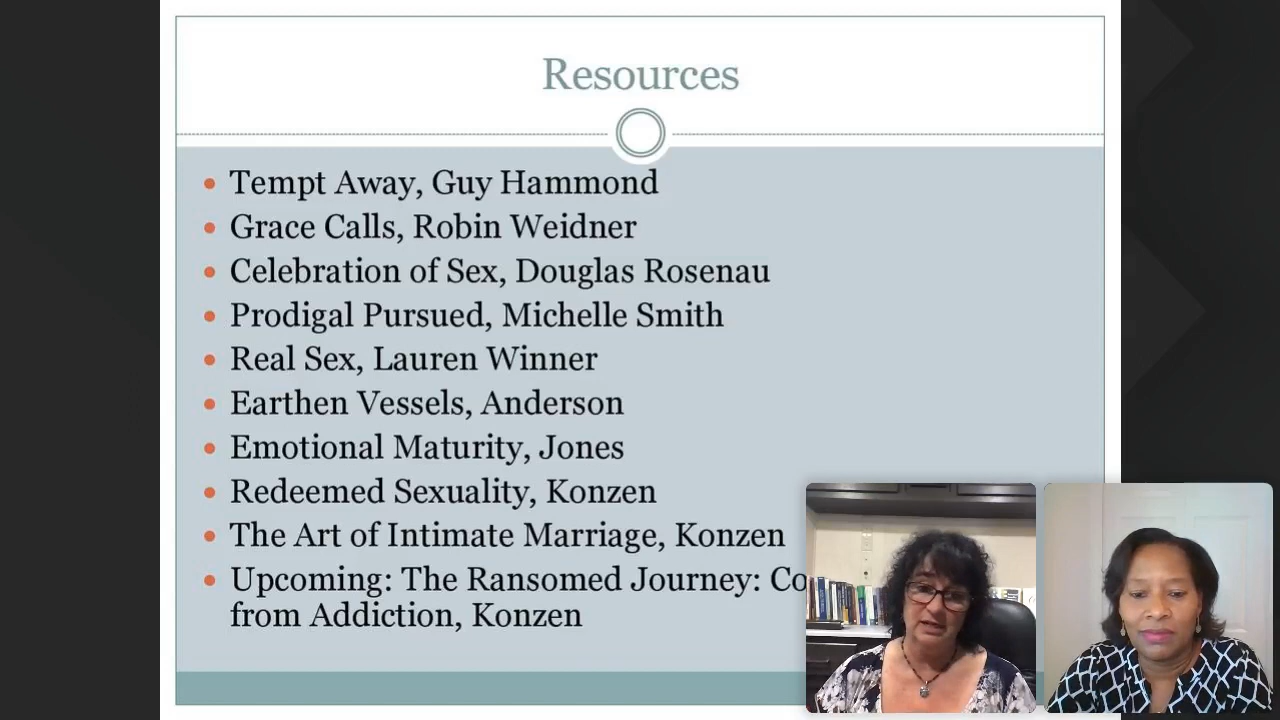 Resources
Tempt Away, Guy Hammond
Grace Calls, Robin Weidner
Celebration of Sex, Douglas Rosenau
Prodigal Pursued, Michelle Smith
Real Sex, Lauren Winner
Earthen Vessels, Anderson
Emotional Maturity, Jones
Redeemed Sexuality, Konzen
The Art of Intimate Marriage, Konzen
Upcoming: The Ransomed Journey:
from Addiction, Konzen